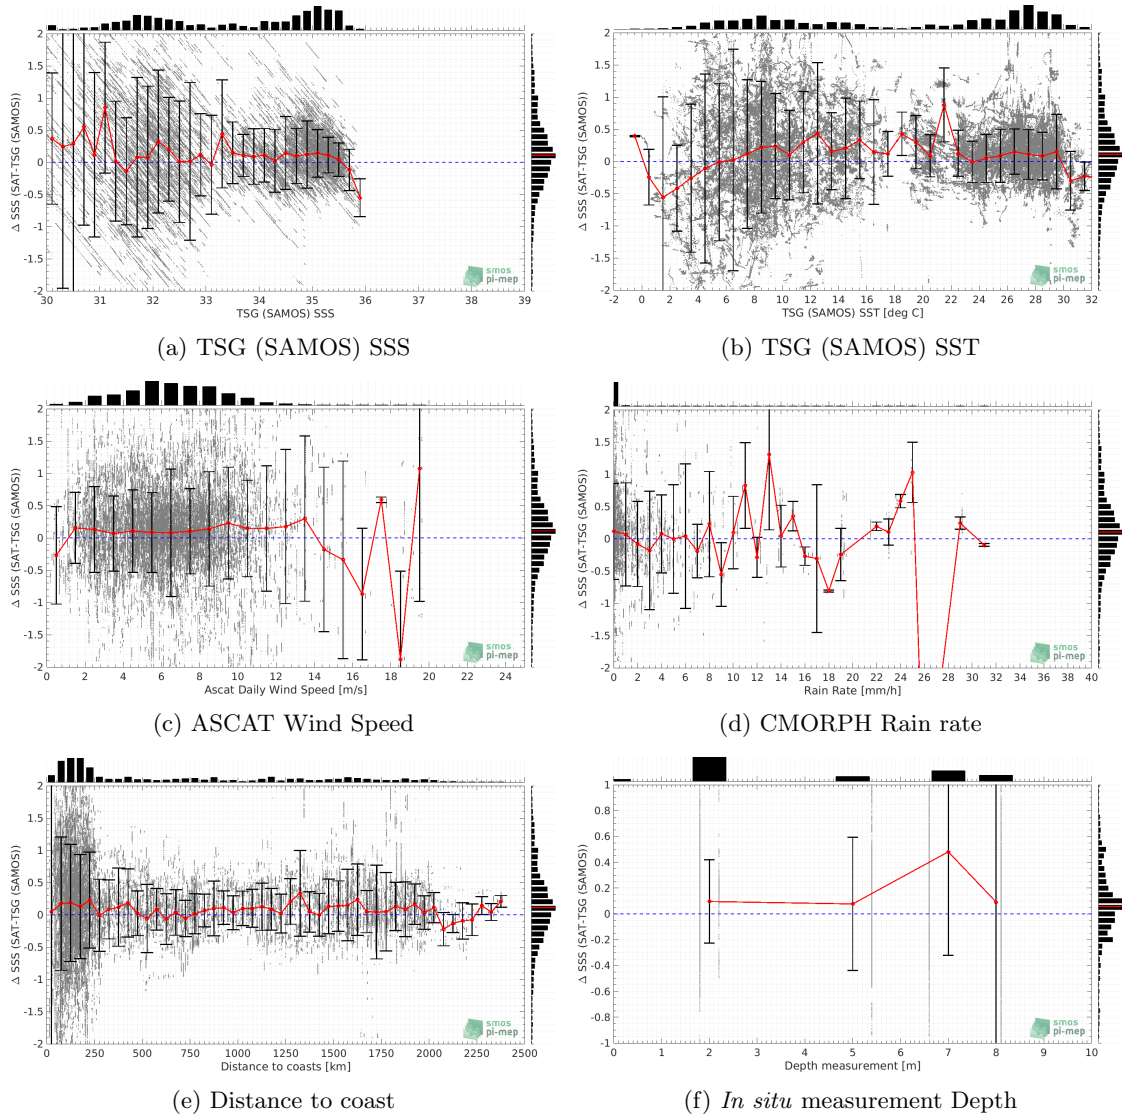 2
1.5
1
0.5
0
-0.5
-1
-1.5
-2
Δ SSS (SAT-TSG (SAMOS))
30 31 32 33 34 35 36 39
TSG (SAMOS) SSS
smos
pi-mep
(a) TSG (SAMOS) SSS
2
1.5
1
0.5
0
-0.5
-1
-1.5
-2
Δ SSS (SAT-TSG (SAMOS))
-2 0 2 4 6 8 10 12 14 16 18 20 22 24 26 28 30 32
TSG (SAMOS) SST [deg C]
smos
pi-mep
(b) TSG (SAMOS) SST
2
1.5
1
0.5
0
-0.5
-1
-1.5
-2
Δ SSS (SAT-TSG (SAMOS))
0 2 4 6 8 10 12 14 16 18 20 24
Ascat Daily Wind Speed [m/s]
smos
pi-mep
(c) ASCAT Wind Speed
2
1.5
1
0.5
0
-0.5
-1
-1.5
-2
Δ SSS (SAT-TSG (SAMOS))
0 2 4 6 8 10 12 14 16 18 20 22 24 26 28 30 32 34 36 38 40
Rain Rate [mm/h]
smos
pi-mep
(d) CMORPH Rain rate
2
1.5
1
0.5
0
-0.5
-1
-1.5
-2
Δ SSS (SAT-TSG (SAMOS))
0 250 500 750 1000 1250 1500 1750 2000 2250 2500
Distance to coasts [km]
smos
pi-mep
(e) Distance to coast
1
0.8
0.6
0.4
0.2
0
-0.2
-0.4
-0.6
-0.8
-1
Δ SSS (SAT-TSG (SAMOS))
0 1 2 3 4 5 6 7 8 9 10
Depth measurement [m]
smos
pi-mep
(f) In situ measurement Depth